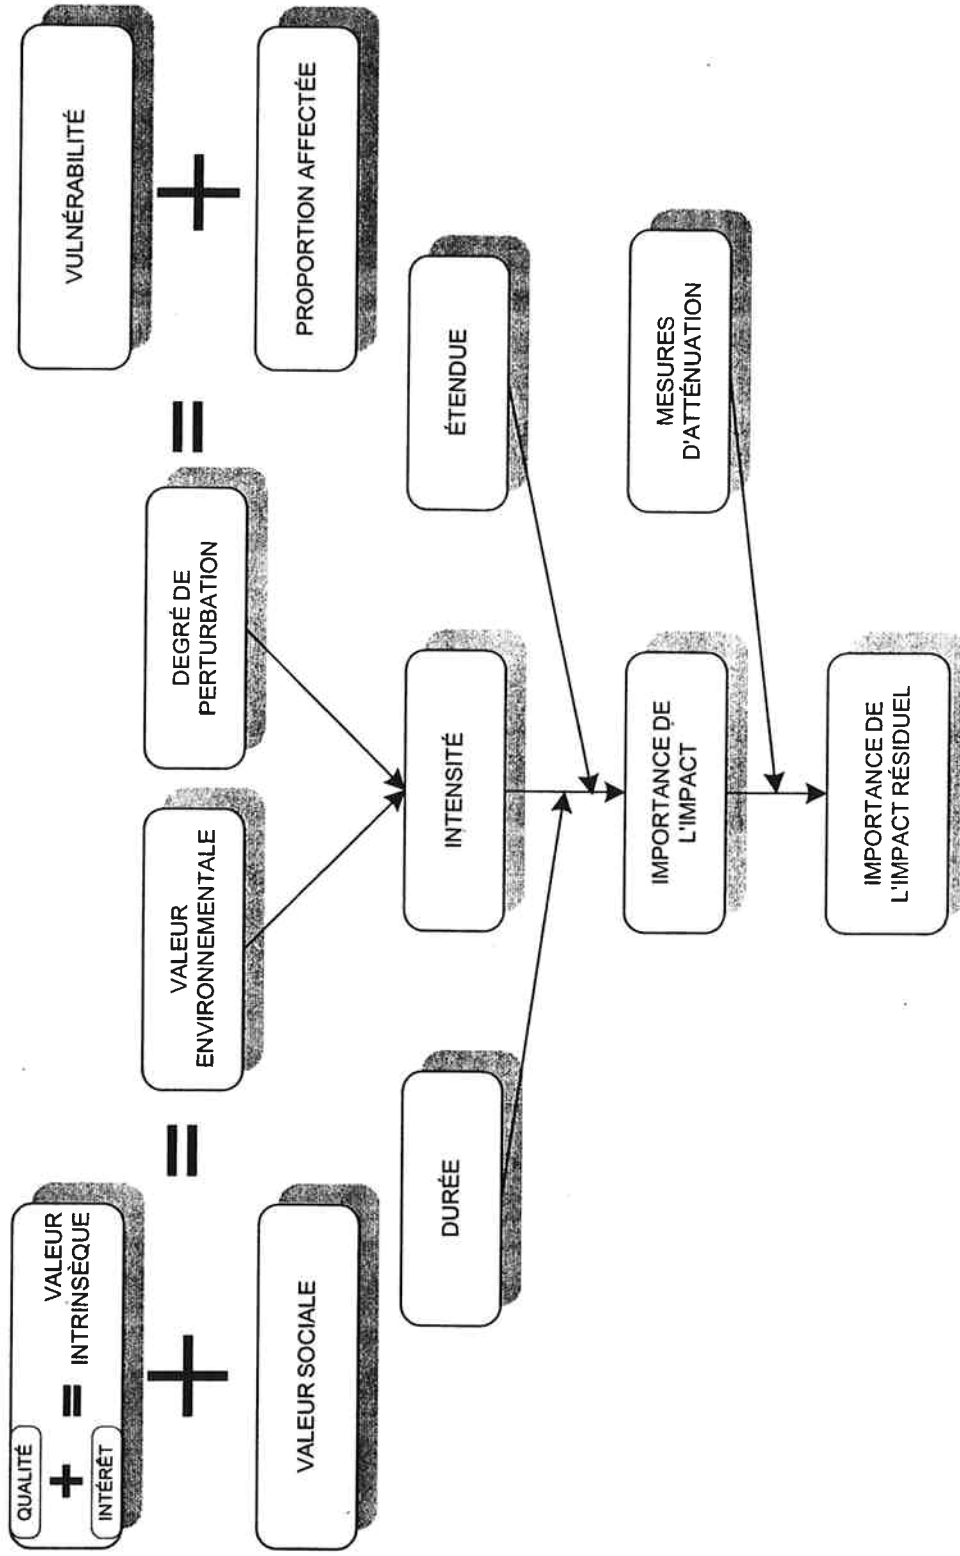 QUALITÉ
+
INTÉRÊT
=
VALEUR
INTRINSÈQUE
+
VALEUR SOCIALE
=
VALEUR
ENVIRONNEMENTALE
DEGRÉ DE
PERTURBATION
=
VULNÉRABILITÉ
+
PROPORTION AFFECTÉE
DURÉE
INTENSITÉ
ÉTENDUE
IMPORTANCE DE
L'IMPACT
MESURES
D'ATTÉNUATION
IMPORTANCE DE
L'IMPACT RÉSIDUEL